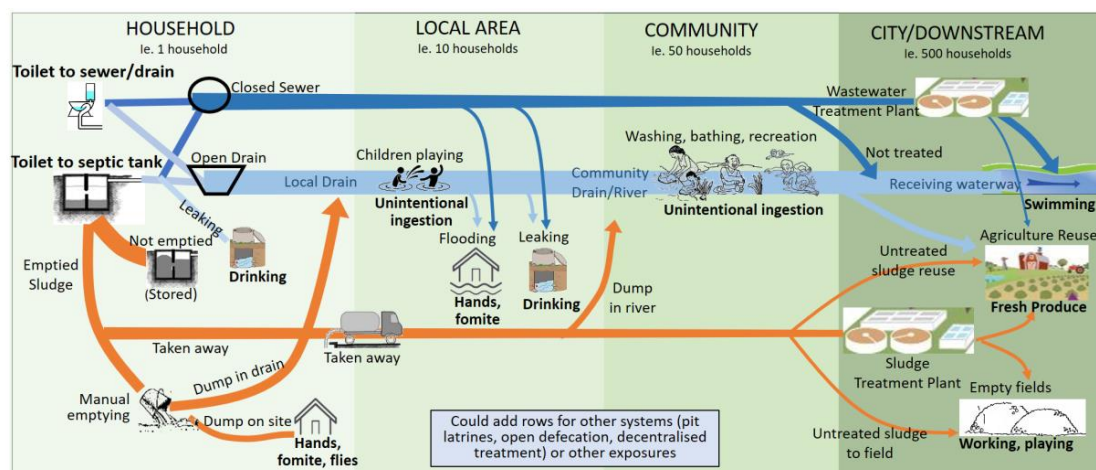 HOUSEHOLD
Ie. 1 household
LOCAL AREA
Ie. 10 households
COMMUNITY
Ie. 50 households
CITY/DOWNSTREAM
Ie. 500 households
Toilet to sewer/drain
Closed Sewer
Wastewater
Treatment Plant
Toilet to septic tank
Open Drain
Local Drain
Children playing
Unintentional
ingestion
Community
Drain/River
Washing, bathing, recreation
Unintentional ingestion
Not treated
Receiving waterway
Swimming
Leaking
Drinking
Not emptied
(Stored)
Emptied
Sludge
Flooding
Hands,
fomite
Leaking
Drinking
Dump
in river
Untreated
sludge reuse
Agriculture Reuse
Fresh Produce
Taken away
Taken away
Sludge
Treatment Plant
Manual
emptying
Dump in drain
Dump on site
Hands,
fomite, flies
Could add rows for other systems (pit
latrines, open defecation, decentralised
treatment) or other exposures
Untreated sludge
to field
Empty fields
Working, playing